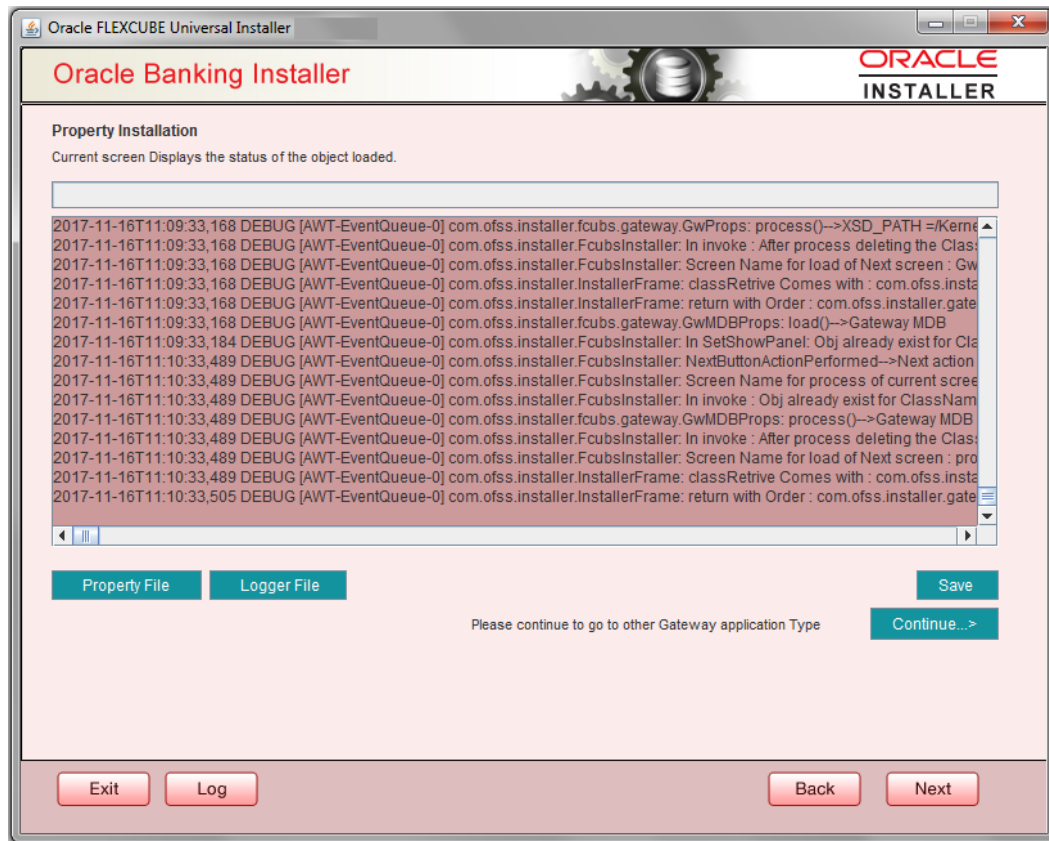 Oracle FLEXCUBE Universal Installer
Oracle Banking Installer
ORACLE
INSTALLER
Property Installation
Current screen Displays the status of the object loaded.
2017-11-16T11:09:33,168 DEBUG [AWT-EventQueue-0] com.ofss.installer.fcubs.gateway.GwProps: process()-->XSD_PATH =/Kerne
2017-11-16T11:09:33,168 DEBUG [AWT-EventQueue-0] com.ofss.installer.FcubsInstaller: In invoke : After process deleting the Clas
2017-11-16T11:09:33,168 DEBUG [AWT-EventQueue-0] com.ofss.installer.FcubsInstaller: Screen Name for load of Next screen : Gw
2017-11-16T11:09:33,168 DEBUG [AWT-EventQueue-0] com.ofss.installer.InstallerFrame: classRetrive Comes with : com.ofss.insta
2017-11-16T11:09:33,168 DEBUG [AWT-EventQueue-0] com.ofss.installer.InstallerFrame: return with Order : com.ofss.installer.gate
2017-11-16T11:09:33,168 DEBUG [AWT-EventQueue-0] com.ofss.installer.fcubs.gateway.GwMDBProps: load()-->Gateway MDB
2017-11-16T11:09:33,184 DEBUG [AWT-EventQueue-0] com.ofss.installer.FcubsInstaller: In SetShowPanel: Obj already exist for Cla
2017-11-16T11:10:33,489 DEBUG [AWT-EventQueue-0] com.ofss.installer.FcubsInstaller: NextButtonActionPerformed-->Next action
2017-11-16T11:10:33,489 DEBUG [AWT-EventQueue-0] com.ofss.installer.FcubsInstaller: Screen Name for process of current scree
2017-11-16T11:10:33,489 DEBUG [AWT-EventQueue-0] com.ofss.installer.FcubsInstaller: In invoke : Obj already exist for ClassNam
2017-11-16T11:10:33,489 DEBUG [AWT-EventQueue-0] com.ofss.installer.fcubs.gateway.GwMDBProps: process()-->Gateway MDB
2017-11-16T11:10:33,489 DEBUG [AWT-EventQueue-0] com.ofss.installer.FcubsInstaller: In invoke : After process deleting the Clas
2017-11-16T11:10:33,489 DEBUG [AWT-EventQueue-0] com.ofss.installer.FcubsInstaller: Screen Name for load of Next screen : pro
2017-11-16T11:10:33,489 DEBUG [AWT-EventQueue-0] com.ofss.installer.InstallerFrame: classRetrive Comes with : com.ofss.insta
2017-11-16T11:10:33,505 DEBUG [AWT-EventQueue-0] com.ofss.installer.InstallerFrame: return with Order : com.ofss.installer.gate
Property File Logger File Save
Please continue to go to other Gateway application Type Continue...>
Exit Log Back Next